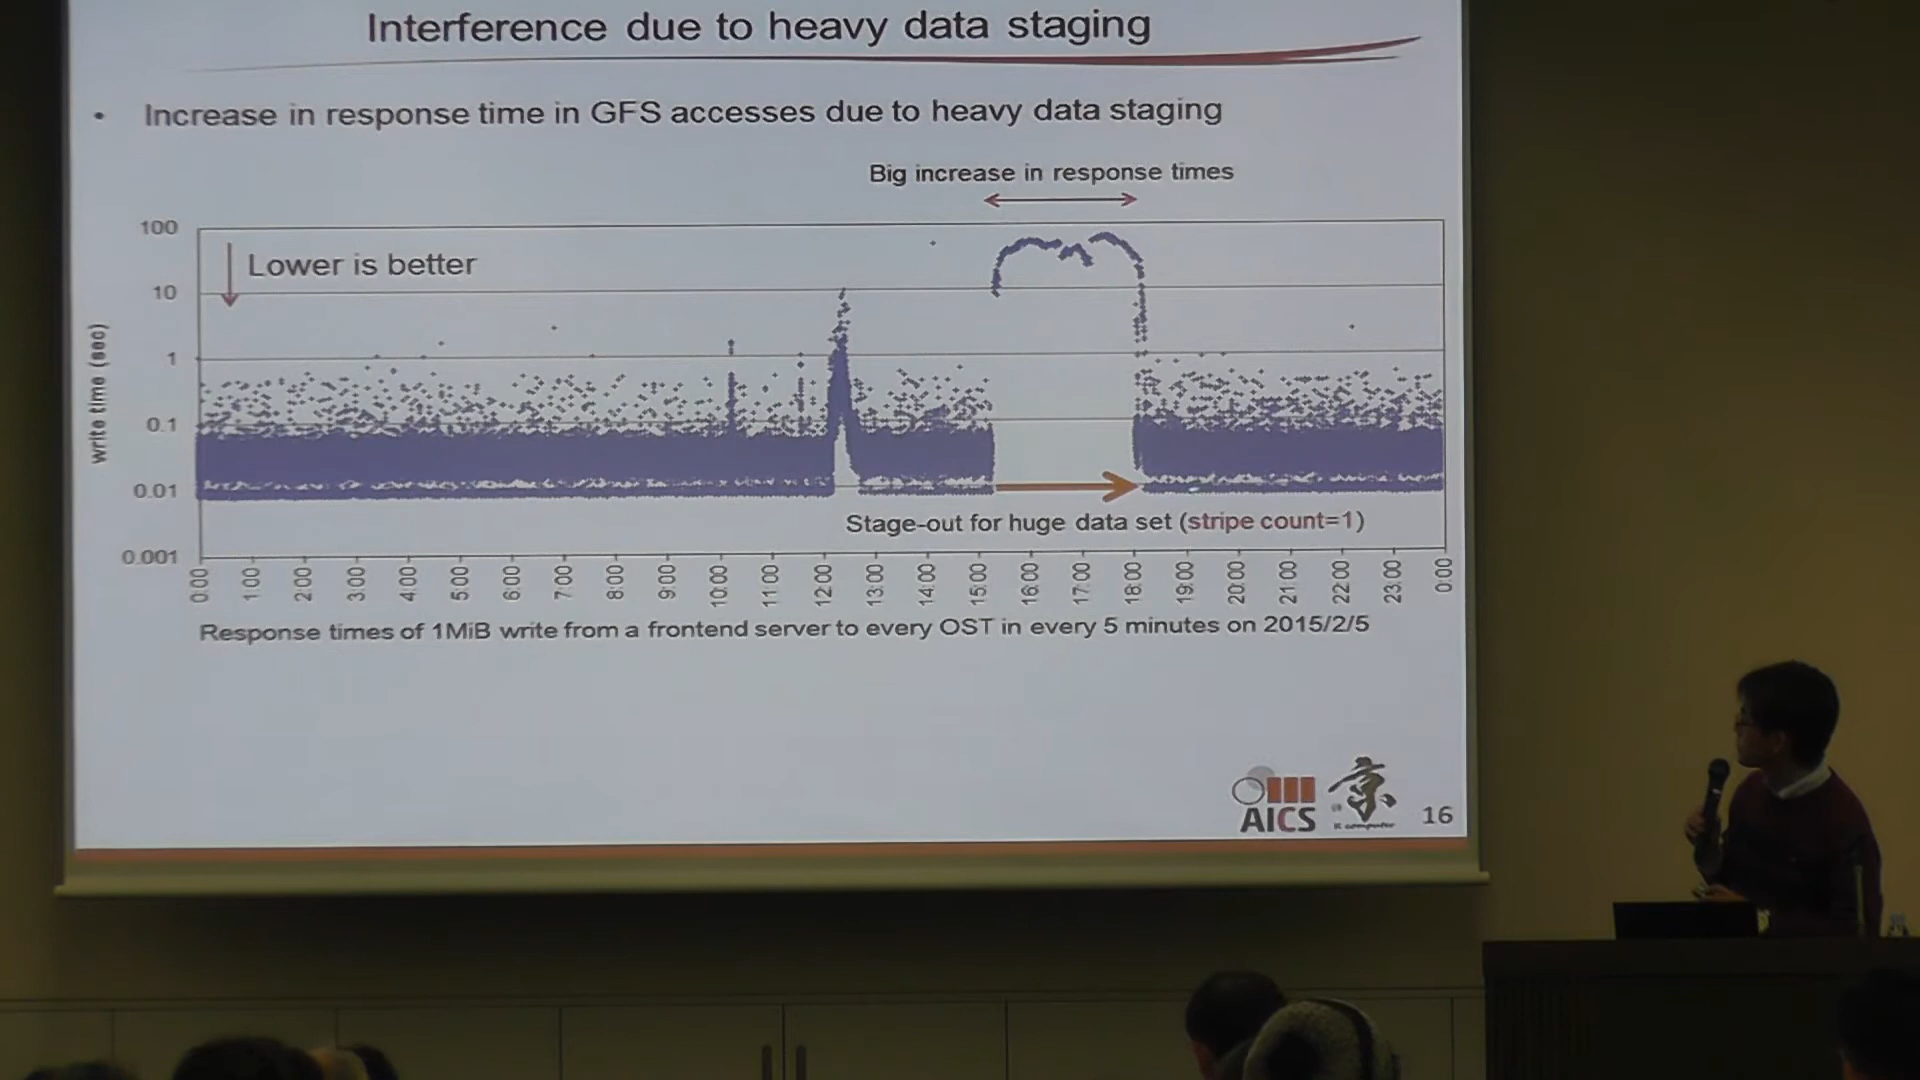 Interference due to heavy data staging
• Increase in response time in GFS accesses due to heavy data staging
Big increase in response times
Lower is better
write time (sec)
100
10
1
0.1
0.01
0.001
Stage-out for huge data set (stripe count=1)
0:00 1:00 2:00 3:00 4:00 5:00 6:00 7:00 8:00 9:00 10:00 11:00 12:00 13:00 14:00 15:00 16:00 17:00 18:00 19:00 20:00 21:00 22:00 23:00 0:00
Response times of 1MiB write from a frontend server to every OST in every 5 minutes on 2015/2/5
AICS
京
K computer
16